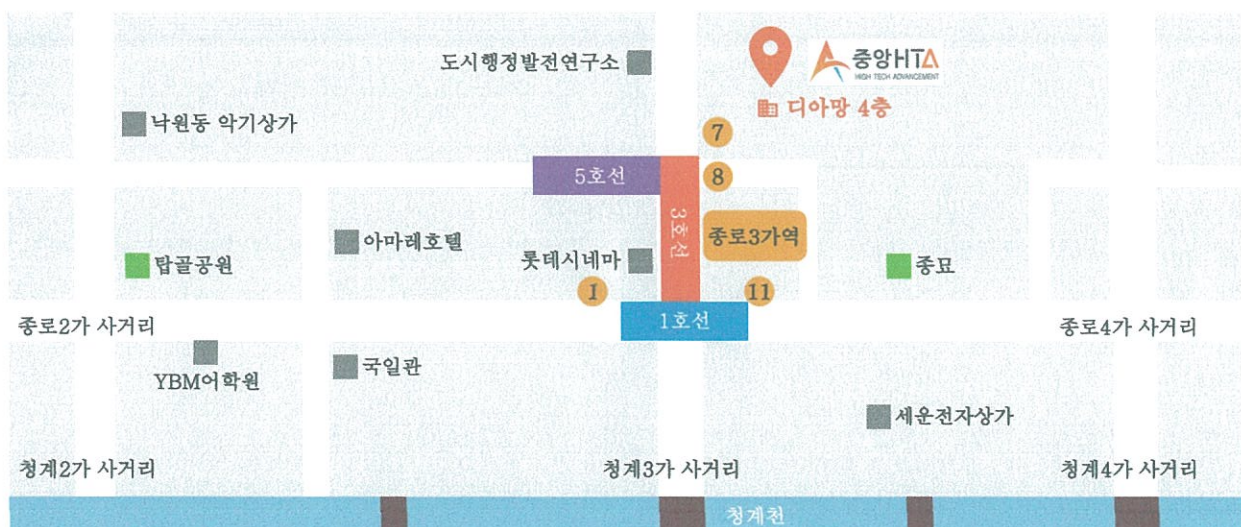 도시행정발전연구소
중앙HTA
HIGH TECH ADVANCEMENT
디아망 4층
낙원동 악기상가
7
5호선
8
3호선
종로3가역
아마레호텔
탑골공원
롯데시네마
종묘
1
11
종로2가 사거리
1호선
종로4가 사거리
YBM어학원
국일관
세운전자상가
청계2가 사거리
청계3가 사거리
청계4가 사거리
청계천